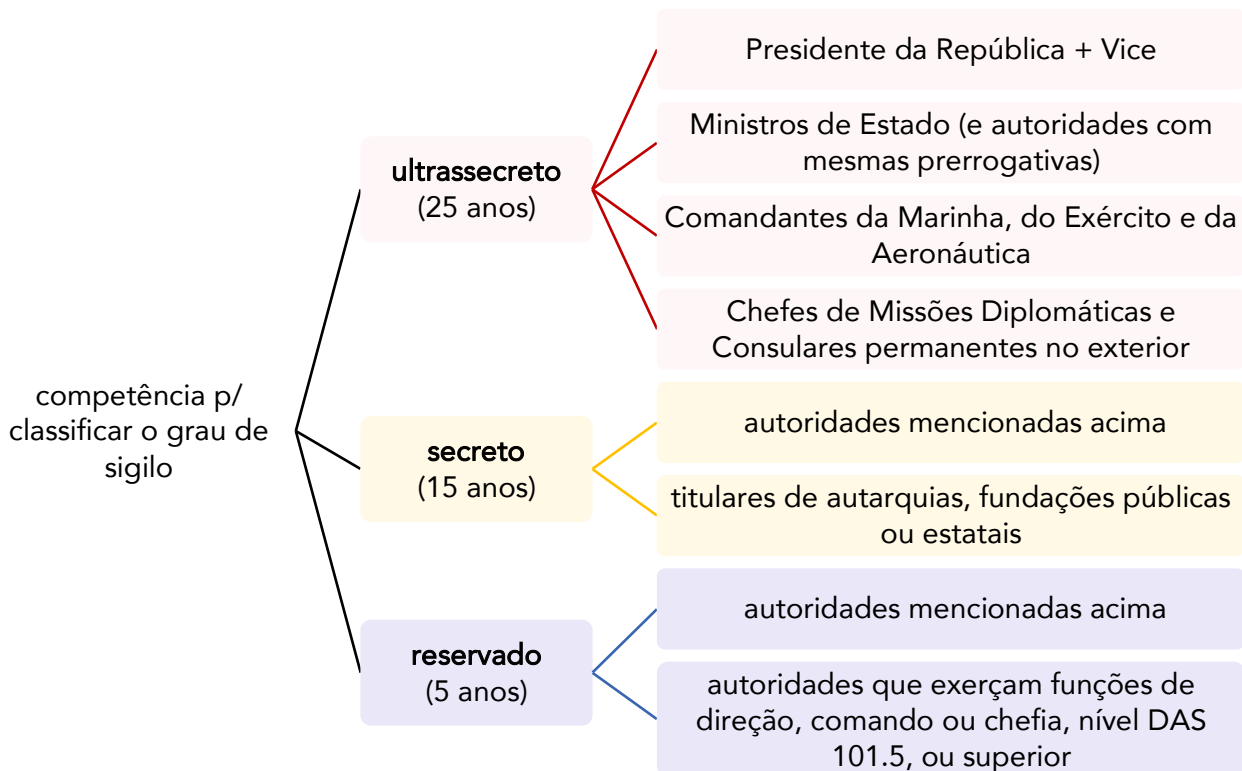 competência p/
classificar o grau de
sigilo
ultrassecreto
(25 anos)
Presidente da República + Vice
Ministros de Estado (e autoridades com
mesmas prerrogativas)
Comandantes da Marinha, do Exército e da
Aeronáutica
Chefes de Missões Diplomáticas e
Consulares permanentes no exterior
secreto
(15 anos)
autoridades mencionadas acima
titulares de autarquias, fundações públicas
ou estatais
reservado
(5 anos)
autoridades mencionadas acima
autoridades que exerçam funções de
direção, comando ou chefia, nível DAS
101.5, ou superior